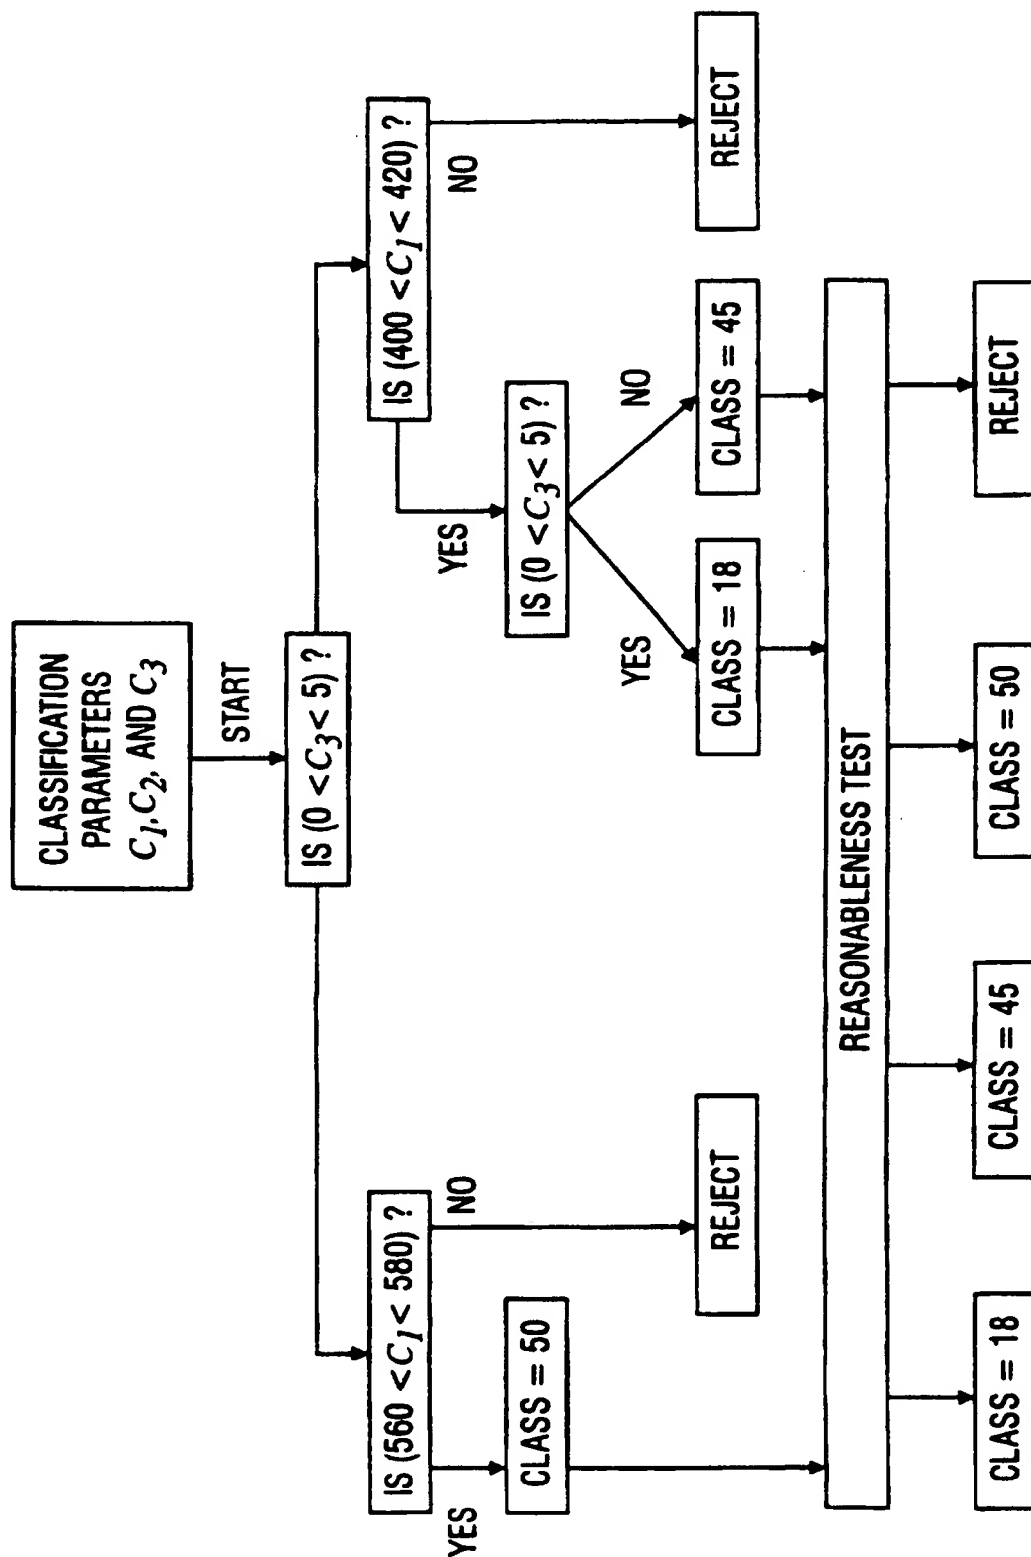 CLASSIFICATION
PARAMETERS
C1, C2, AND C3
START
IS (0 < C3 < 5) ?
IS (560 < C1 < 580) ?
IS (400 < C1 < 420) ?
YES
NO
YES
NO
CLASS = 50
IS (0 < C3 < 5) ?
YES
NO
REJECT
CLASS = 18
CLASS = 45
REJECT
REASONABLENESS TEST
CLASS = 18
CLASS = 45
CLASS = 50
REJECT